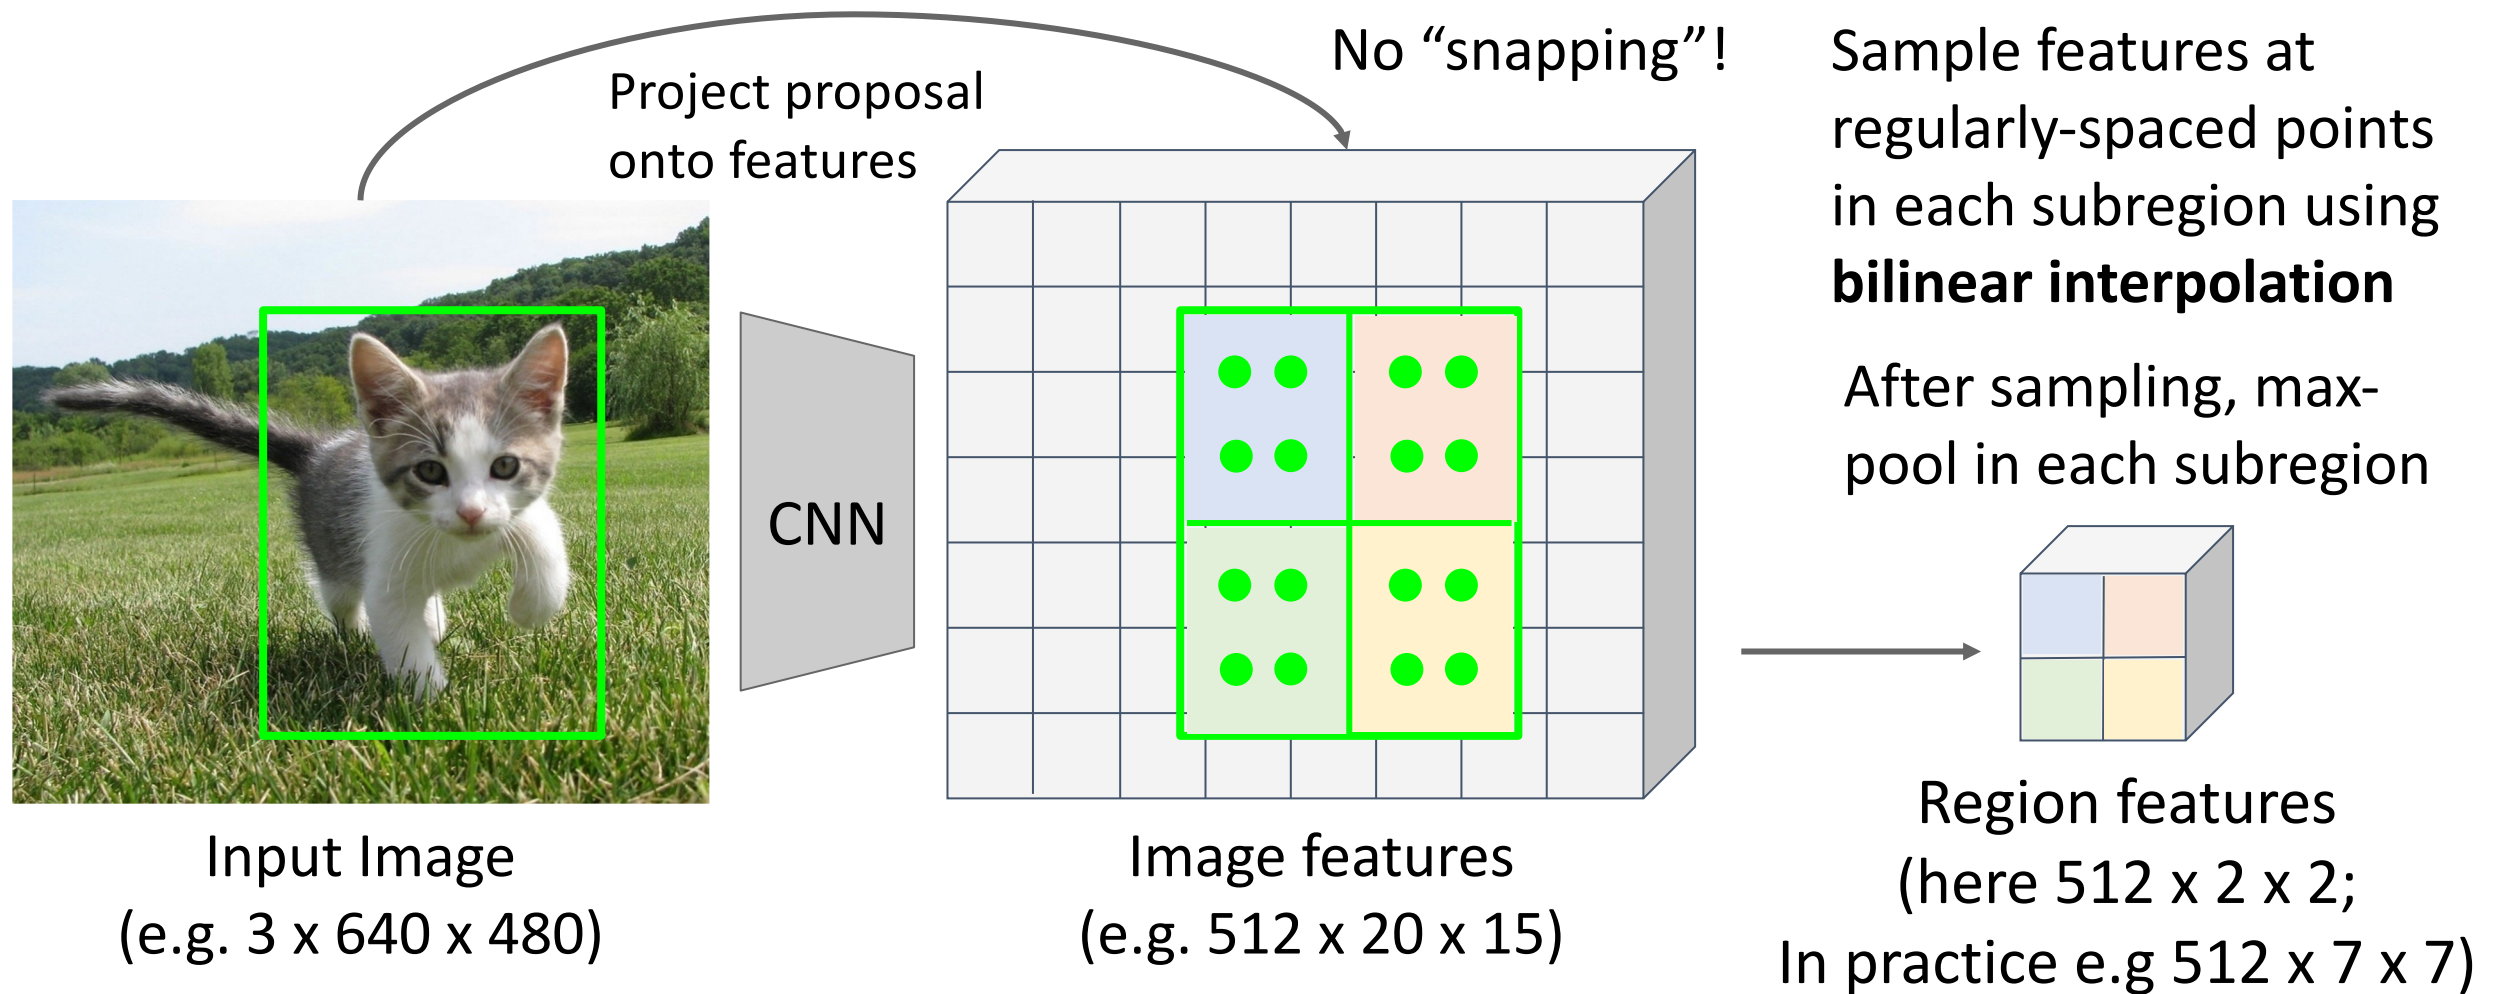 Project proposal
onto features
No “snapping”!
Sample features at
regularly-spaced points
in each subregion using
bilinear interpolation
After sampling, max-
pool in each subregion
CNN
Input Image
(e.g. 3 x 640 x 480)
Image features
(e.g. 512 x 20 x 15)
Region features
(here 512 x 2 x 2;
In practice e.g 512 x 7 x 7)